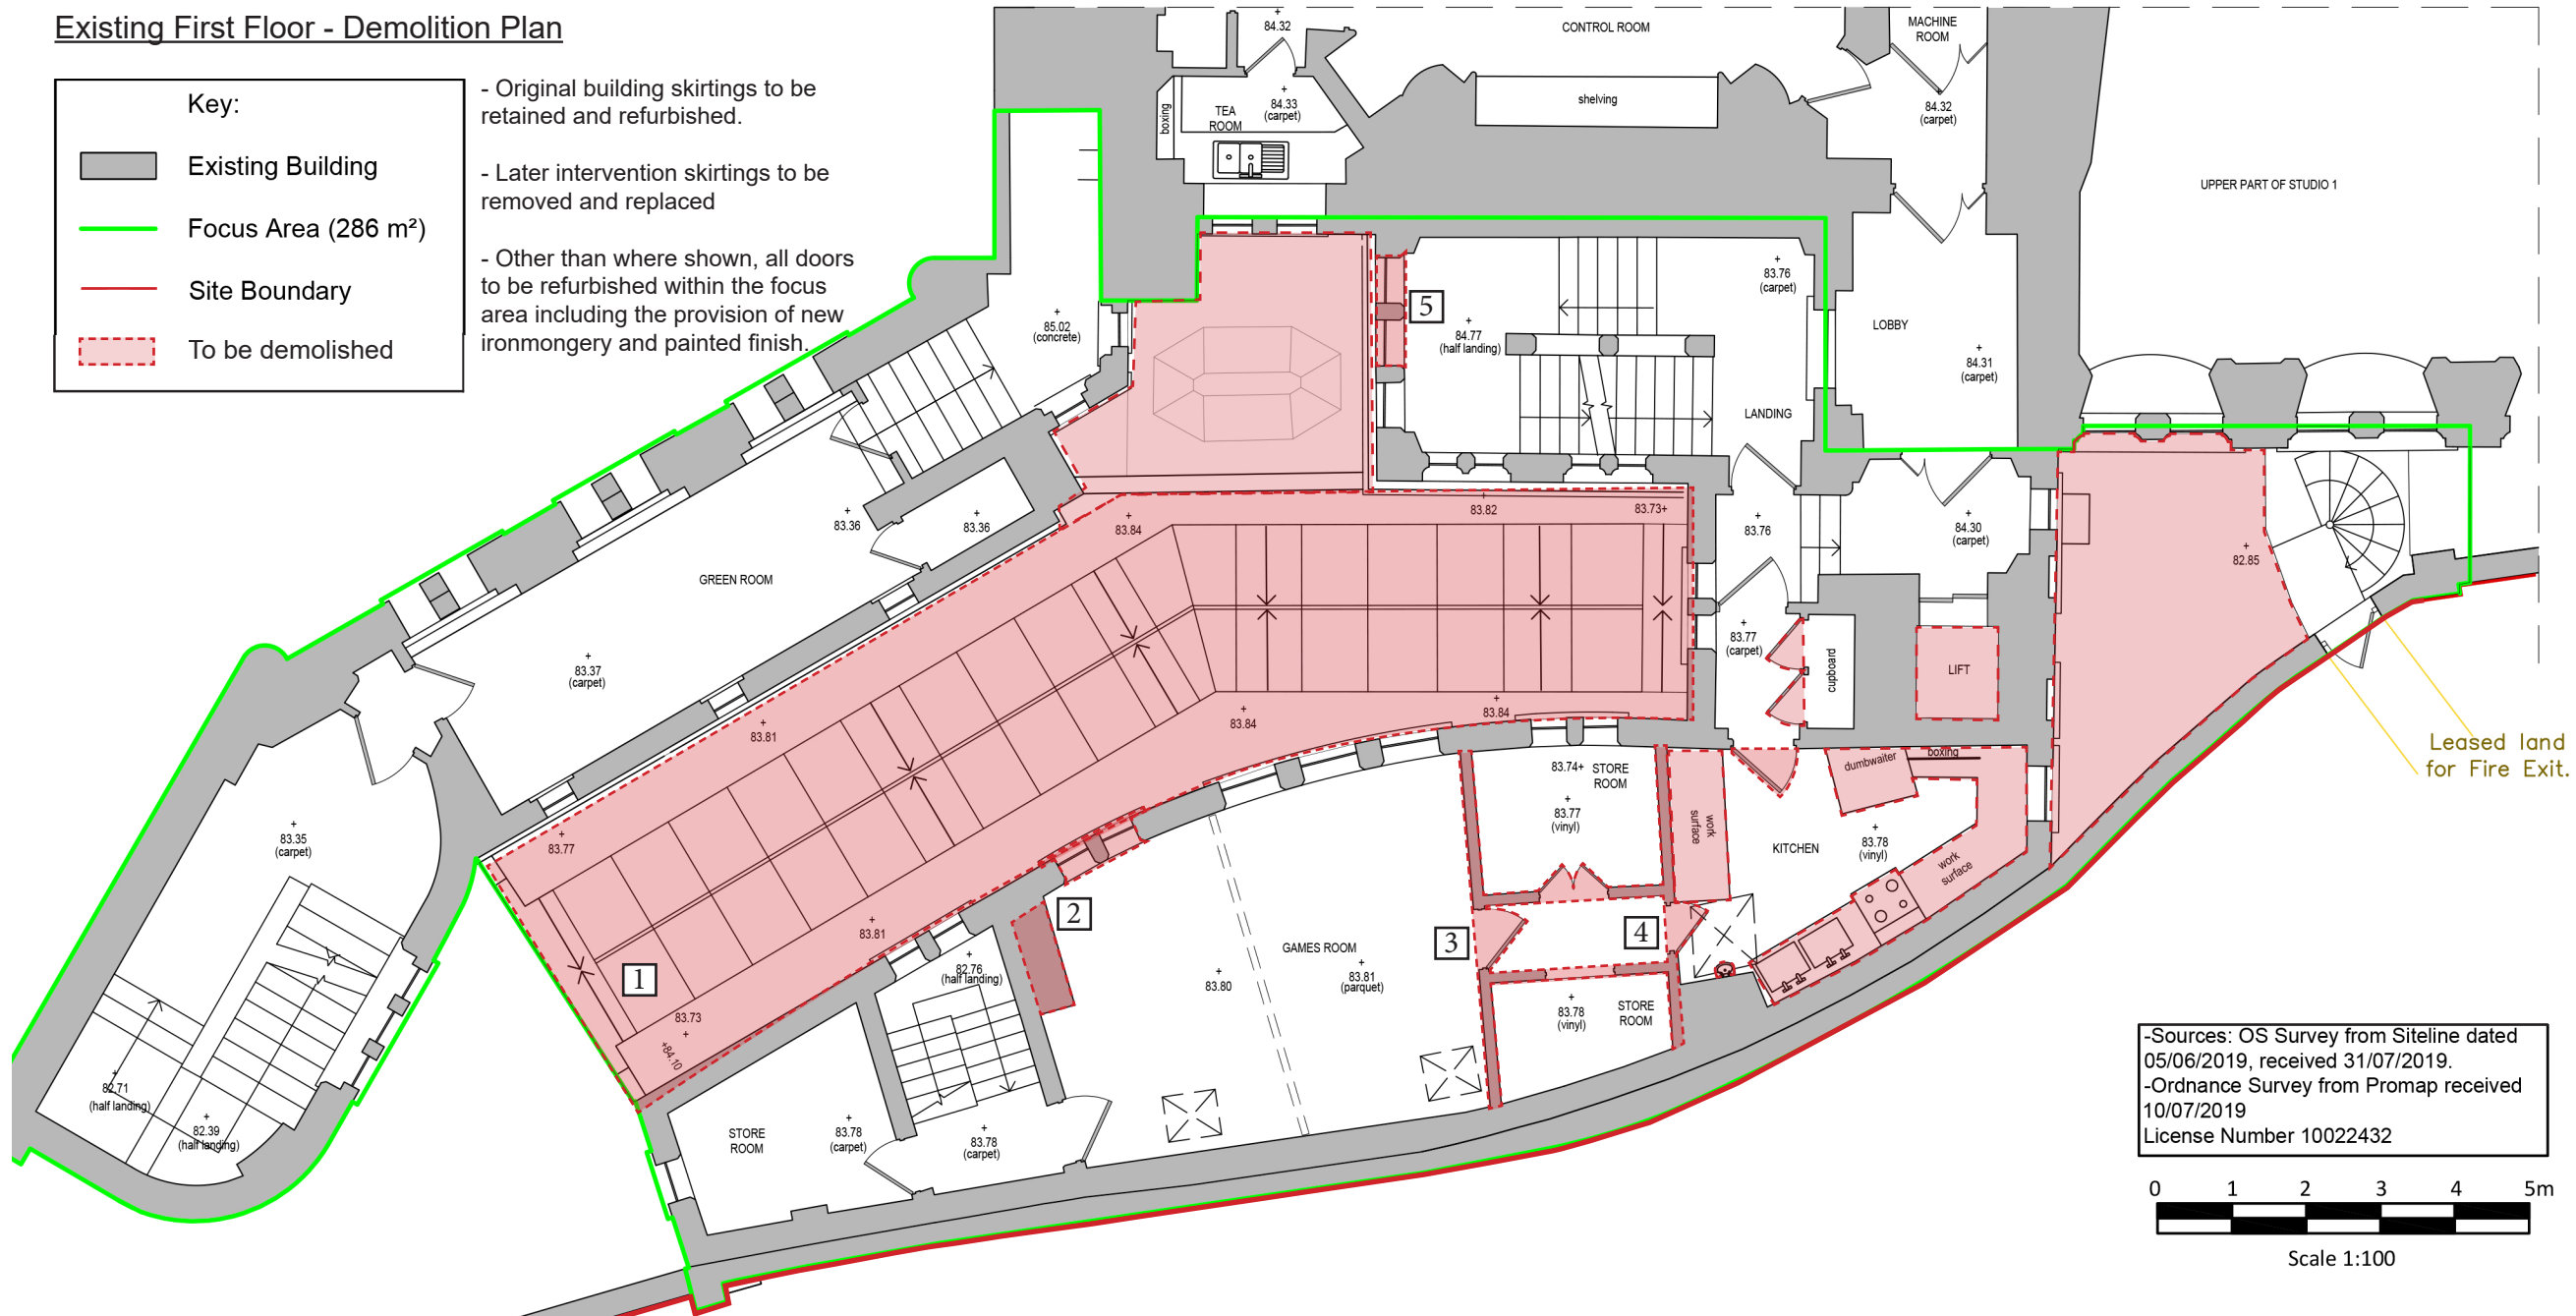 Existing First Floor - Demolition Plan
Key:
Existing Building
Focus Area (286 m²)
Site Boundary
To be demolished
- Original building skirtings to be
retained and refurbished.
- Later intervention skirtings to be
removed and replaced
- Other than where shown, all doors
to be refurbished within the focus
area including the provision of new
ironmongery and painted finish.
84.32
CONTROL ROOM
MACHINE
ROOM
boxing
TEA
ROOM
84.33
(carpet)
shelving
84.32
(carpet)
UPPER PART OF STUDIO 1
85.02
(concrete)
5
84.77
(half landing)
83.76
(carpet)
LOBBY
84.31
(carpet)
LANDING
83.36
83.36
83.84
83.82
83.73+
83.76
84.30
(carpet)
82.85
GREEN ROOM
83.37
(carpet)
83.81
83.84
83.84
83.77
(carpet)
cupboard
LIFT
Leased land
for Fire Exit.
83.35
(carpet)
83.77
83.74+
STORE
ROOM
83.77
(vinyl)
work
surface
dumbwaiter
boxing
KITCHEN
83.78
(vinyl)
work
surface
2
83.81
1
82.76
(half landing)
GAMES ROOM
83.81
(parquet)
83.80
3
4
83.73
+84.10
83.78
(vinyl)
STORE
ROOM
82.71
(half landing)
82.39
(half landing)
STORE
ROOM
83.78
(carpet)
83.78
(carpet)
-Sources: OS Survey from Siteline dated
05/06/2019, received 31/07/2019.
-Ordnance Survey from Promap received
10/07/2019
License Number 10022432
0 1 2 3 4 5m
Scale 1:100